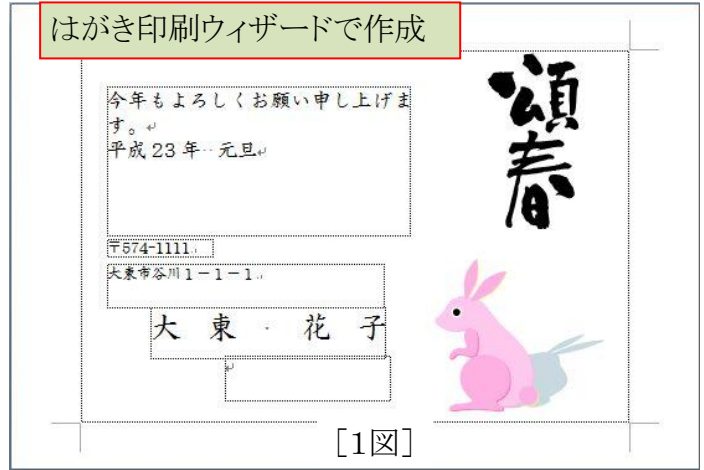 はがき印刷ウィザードで作成
頌春
今年もよろしくお願い申し上げま
す。
平成23年 元旦
〒574-1111
大東市谷川1-1-1
大東 花子
[1図]